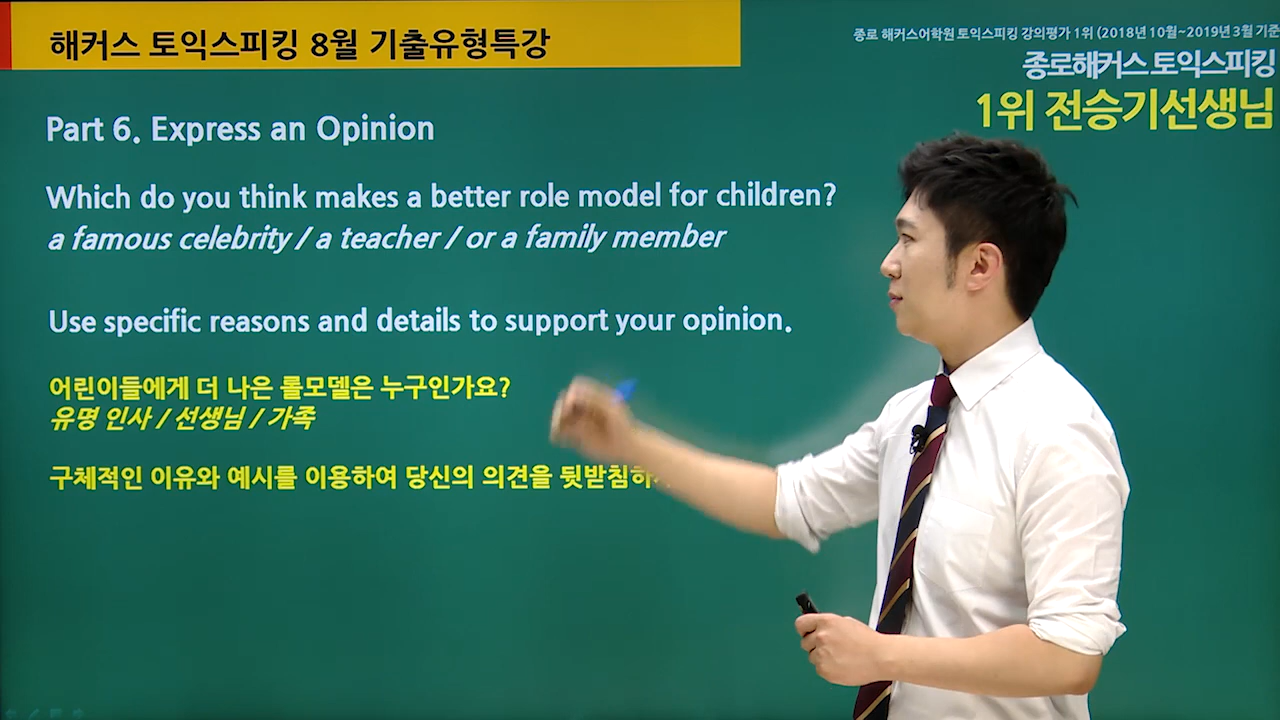 해커스 토익스피킹 8월 기출유형특강
종로 해커스어학원 토익스피킹 강의평가 1위 (2018년 10월~2019년 3월 기준
종로해커스 토익스피킹
1위 전승기선생님
Part 6. Express an Opinion
Which do you think makes a better role model for children?
a famous celebrity / a teacher / or a family member
Use specific reasons and details to support your opinion.
어린이들에게 더 나은 롤모델은 누구인가요?
유명 인사 / 선생님 / 가족
구체적인 이유와 예시를 이용하여 당신의 의견을